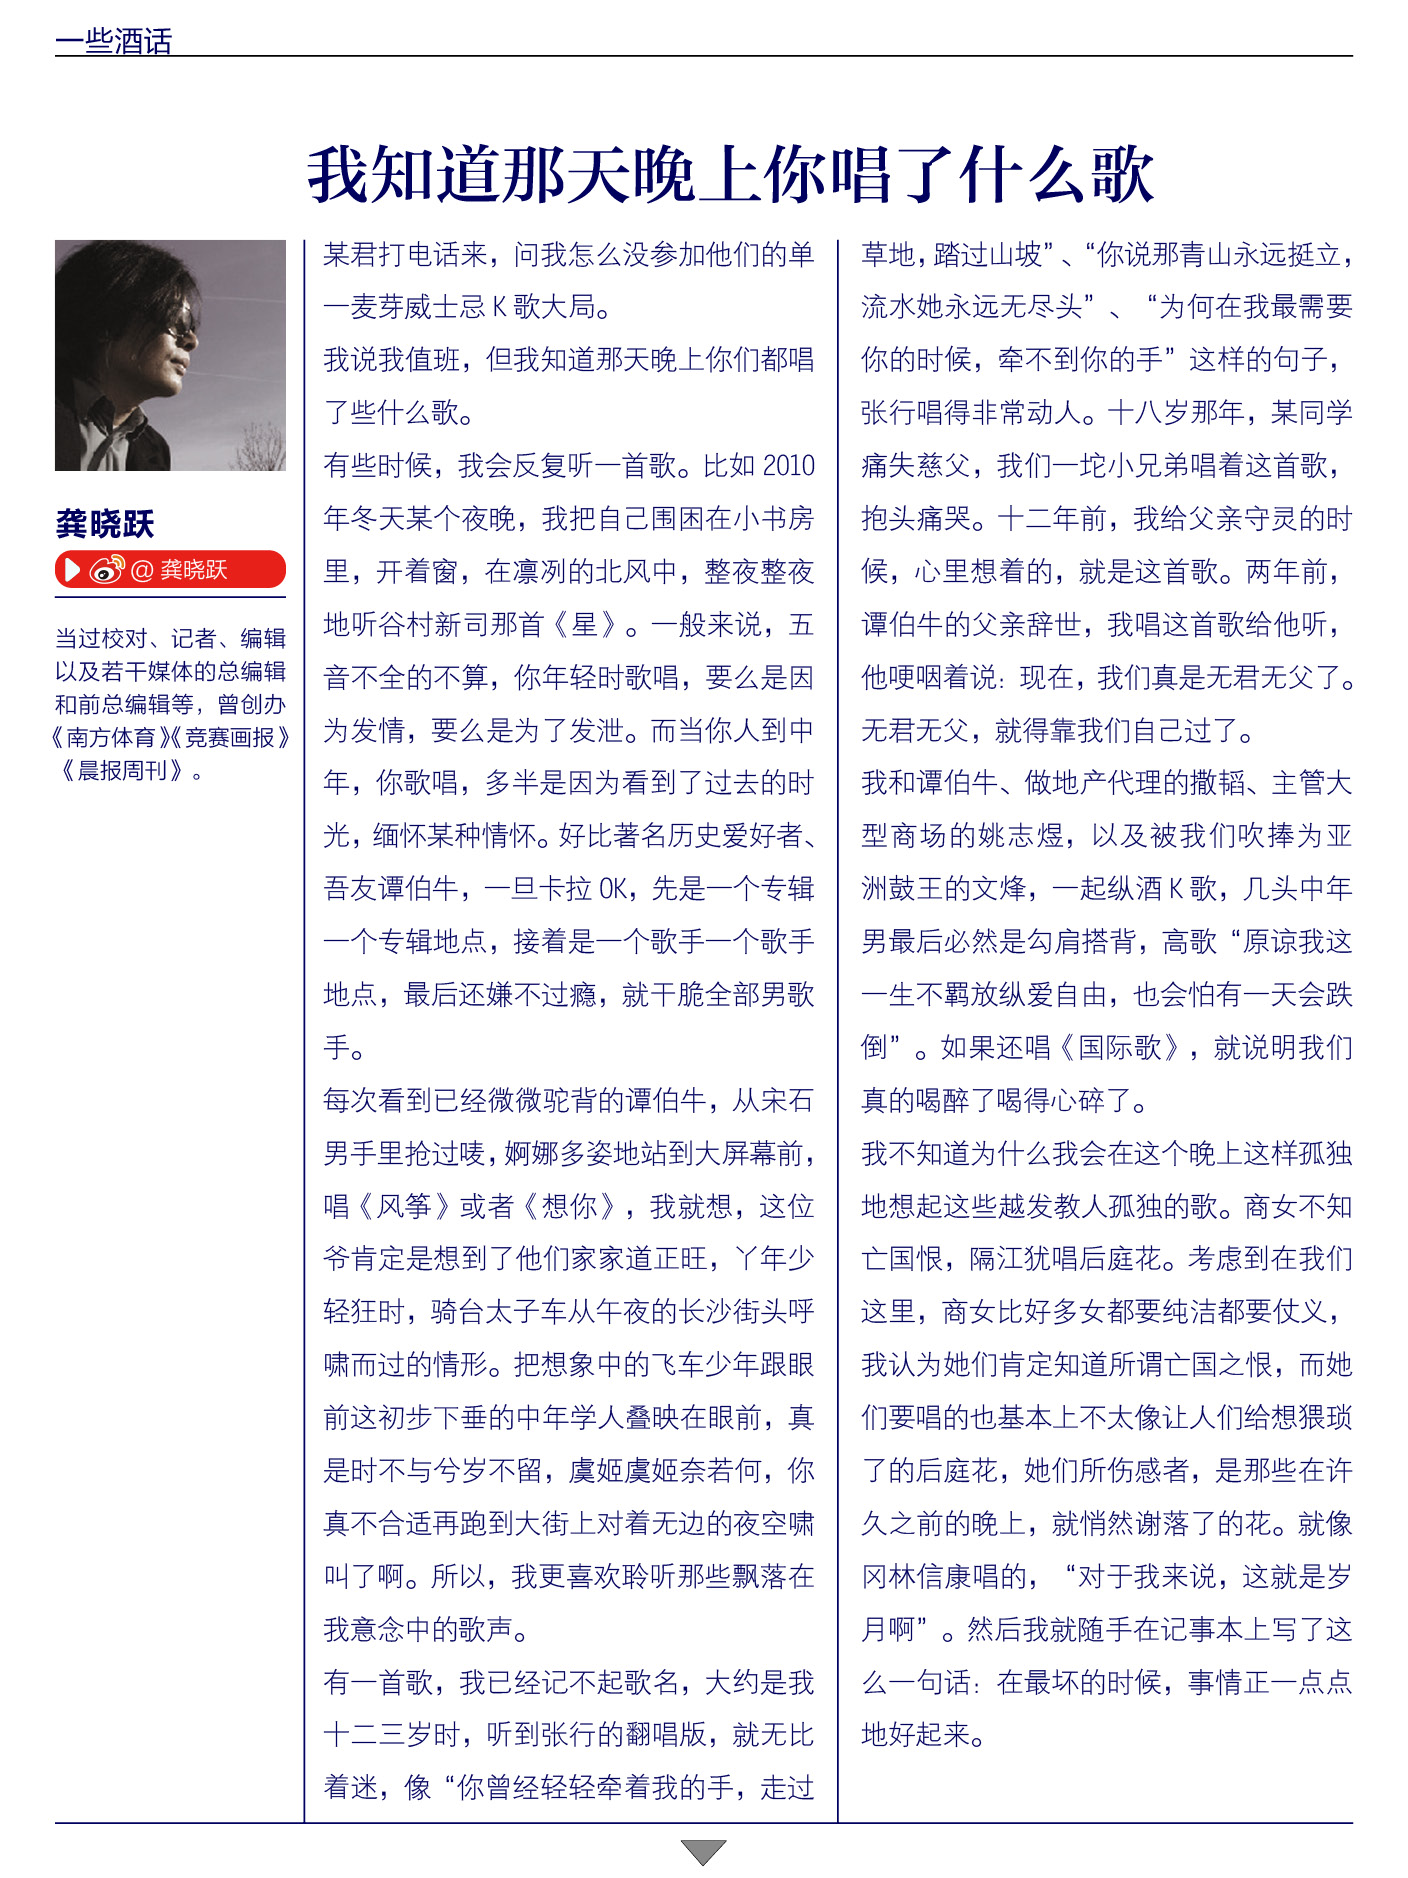 一些酒话
我知道那天晚上你唱了什么歌
龚晓跃
@龚晓跃
当过校对、记者、编辑
以及若干媒体的总编辑
和前总编辑等，曾创办
《南方体育》《竞赛画报》
《晨报周刊》。
某君打电话来，问我怎么没参加他们的单
一麦芽威士忌 K 歌大局。
我说我值班，但我知道那天晚上你们都唱
了些什么歌。
有些时候，我会反复听一首歌。比如 2010
年冬天某个夜晚，我把自己围困在小书房
里，开着窗，在凛冽的北风中，整夜整夜
地听谷村新司那首《星》。一般来说，五
音不全的不算，你年轻时歌唱，要么是因
为发情，要么是为了发泄。而当你人到中
年，你歌唱，多半是因为看到了过去的时
光，缅怀某种情怀。好比著名历史爱好者、
吾友谭伯牛，一旦卡拉 OK，先是一个专辑
一个专辑地点，接着是一个歌手一个歌手
地点，最后还嫌不过瘾，就干脆全部男歌
手。
每次看到已经微微驼背的谭伯牛，从宋石
男手里抢过唛，婀娜多姿地站到大屏幕前，
唱《风筝》或者《想你》，我就想，这位
爷肯定是想到了他们家家道正旺，丫年少
轻狂时，骑台太子车从午夜的长沙街头呼
啸而过的情形。把想象中的飞车少年跟眼
前这初步下垂的中年学人叠映在眼前，真
是时不与兮岁不留，虞姬虞姬奈若何，你
真不合适再跑到大街上对着无边的夜空啸
叫了啊。所以，我更喜欢聆听那些飘落在
我意念中的歌声。
有一首歌，我已经记不起歌名，大约是我
十二三岁时，听到张行的翻唱版，就无比
着迷，像“你曾经轻轻牵着我的手，走过
草地，踏过山坡”、“你说那青山永远挺立，
流水她永远无尽头”、“为何在我最需要
你的时候，牵不到你的手”这样的句子，
张行唱得非常动人。十八岁那年，某同学
痛失慈父，我们一坨小兄弟唱着这首歌，
抱头痛哭。十二年前，我给父亲守灵的时
候，心里想着的，就是这首歌。两年前，
谭伯牛的父亲辞世，我唱这首歌给他听，
他哽咽着说：现在，我们真是无君无父了。
无君无父，就得靠我们自己过了。
我和谭伯牛、做地产代理的撒韬、主管大
型商场的姚志煜，以及被我们吹捧为亚
洲鼓王的文烽，一起纵酒 K 歌，几头中年
男最后必然是勾肩搭背，高歌“原谅我这
一生不羁放纵爱自由，也会怕有一天会跌
倒”。如果还唱《国际歌》，就说明我们
真的喝醉了喝得心碎了。
我不知道为什么我会在这个晚上这样孤独
地想起这些越发教人孤独的歌。商女不知
亡国恨，隔江犹唱后庭花。考虑到在我们
这里，商女比好多女都要纯洁都要仗义，
我认为她们肯定知道所谓亡国之恨，而她
们要唱的也基本上不太像让人们给想猥琐
了的后庭花，她们所伤感者，是那些在许
久之前的晚上，就悄然谢落了的花。就像
冈林信康唱的，“对于我来说，这就是岁
月啊”。然后我就随手在记事本上写了这
么一句话：在最坏的时候，事情正一点点
地好起来。